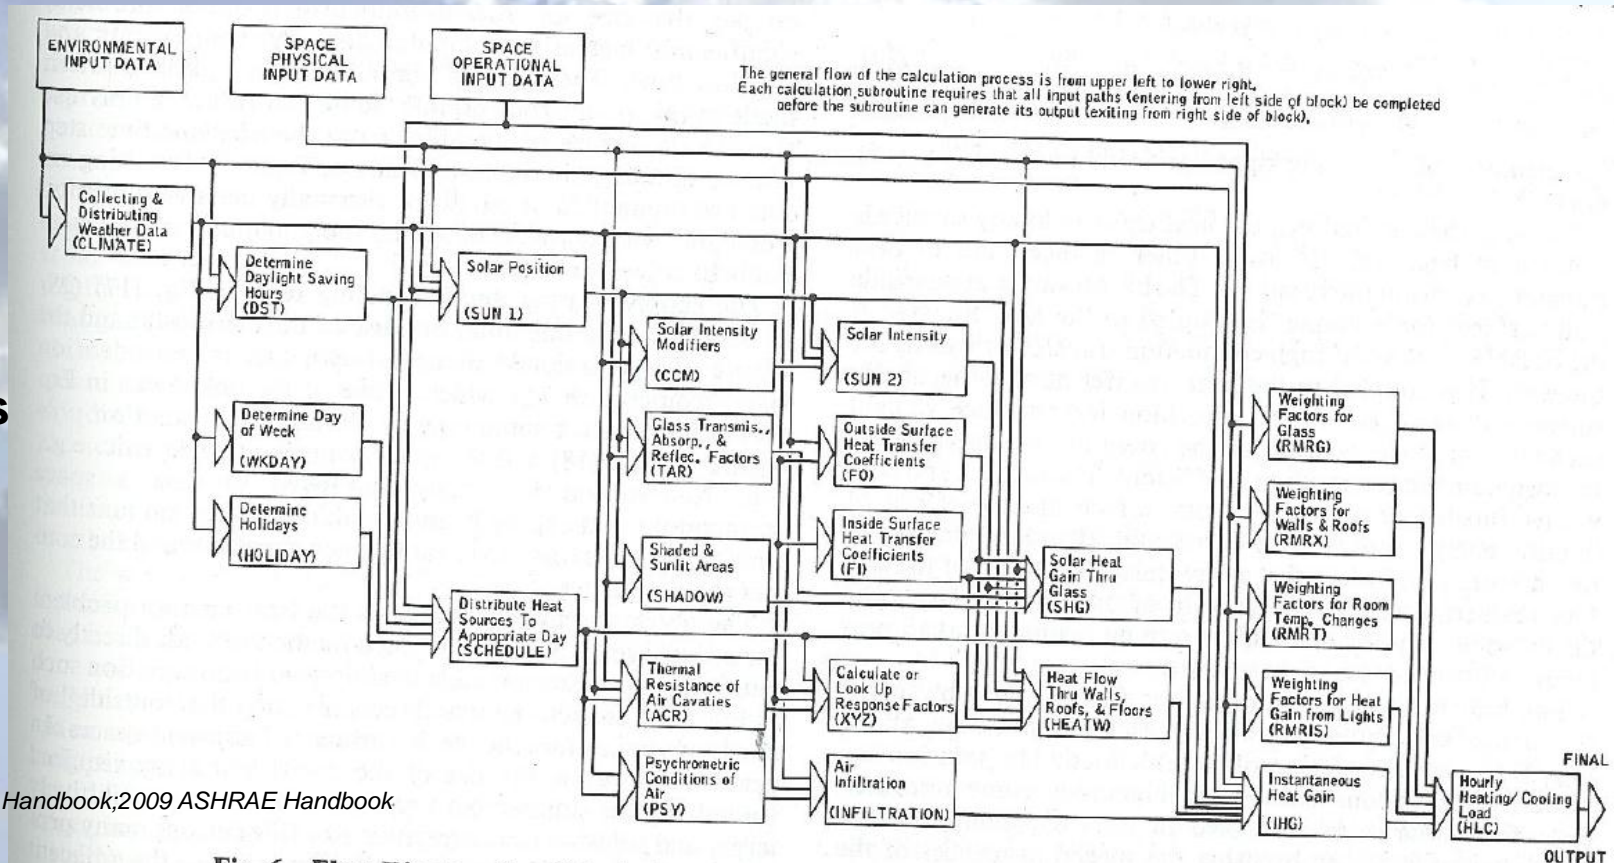 ENVIRONMENTAL
INPUT DATA
SPACE
PHYSICAL
INPUT DATA
SPACE
OPERATIONAL
INPUT DATA
The general flow of the calculation process is from upper left to lower right.
Each calculation subroutine requires that all input paths (entering from left side of block) be completed
before the subroutine can generate its output (exiting from right side of block).
Collecting &
Distributing
Weather Data
(CLIMATE)
Determine
Daylight Saving
Hours
(DST)
Solar Position
(SUN 1)
Solar Intensity
Modifiers
(CCM)
Solar Intensity
(SUN 2)
s
Determine Day
of Week
(WKDAY)
Glass Transmis.,
Absorp., &
Reflec. Factors
(TAR)
Outside Surface
Heat Transfer
Coefficients
(FO)
Weighting
Factors for
Glass
(RMRG)
Determine
Holidays
(HOLIDAY)
Shaded &
Sunlit Areas
(SHADOW)
Inside Surface
Heat Transfer
Coefficients
(FI)
Solar Heat
Gain Thru
Glass
(SHG)
Weighting
Factors for
Walls & Roofs
(RMRX)
Distribute Heat
Sources To
Appropriate Day
(SCHEDULE)
Weighting
Factors for Room
Temp. Changes
(RMRT)
Thermal
Resistance of
Air Cavaties
(ACR)
Calculate or
Look Up
Response Factors
(XYZ)
Heat Flow
Thru Walls
Roofs, & Floors
(HEATW)
Weighting
Factors for Heat
Gain from Lights
(RMRIS)
Psychrometric
Conditions of
Air
(PSY)
Air
Infiltration
(INFILTRATION)
Instantaneous
Heat Gain
(IHG)
Hourly
Heating/Cooling
Load
(HLC)
FINAL
OUTPUT
Handbook;2009 ASHRAE Handbook